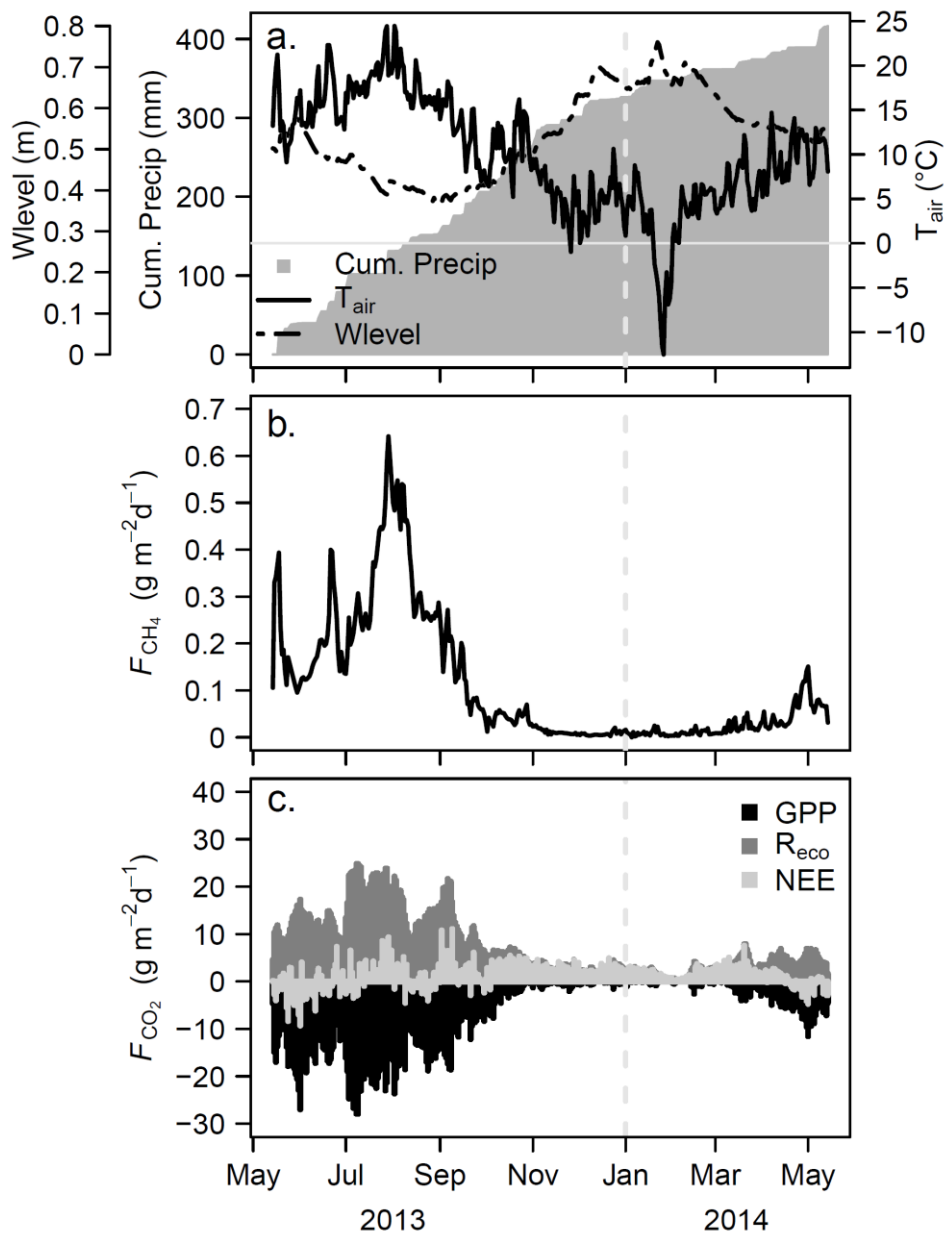 a.
Wlevel (m)
0.8
0.7
0.6
0.5
0.4
0.3
0.2
0.1
0
Cum. Precip (mm)
400
300
200
100
0
Tair (°C)
25
20
15
10
5
0
−5
−10
Cum. Precip
Tair
Wlevel
b.
FCH4 (g m−2d−1)
0.7
0.6
0.5
0.4
0.3
0.2
0.1
0
c.
FCO2 (g m−2d−1)
40
30
20
10
0
−10
−20
−30
GPP
Reco
NEE
May Jul Sep Nov Jan Mar May
2013 2014